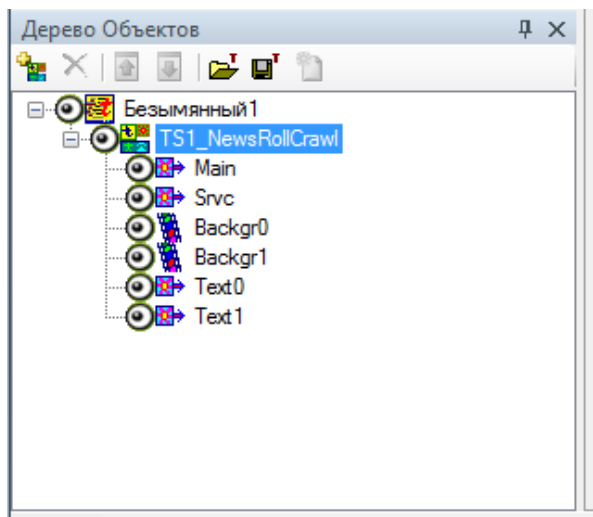 Дерево Объектов
Безымянный1
TS1_NewsRollCrawl
Main
Srvc
Backgr0
Backgr1
Text0
Text1